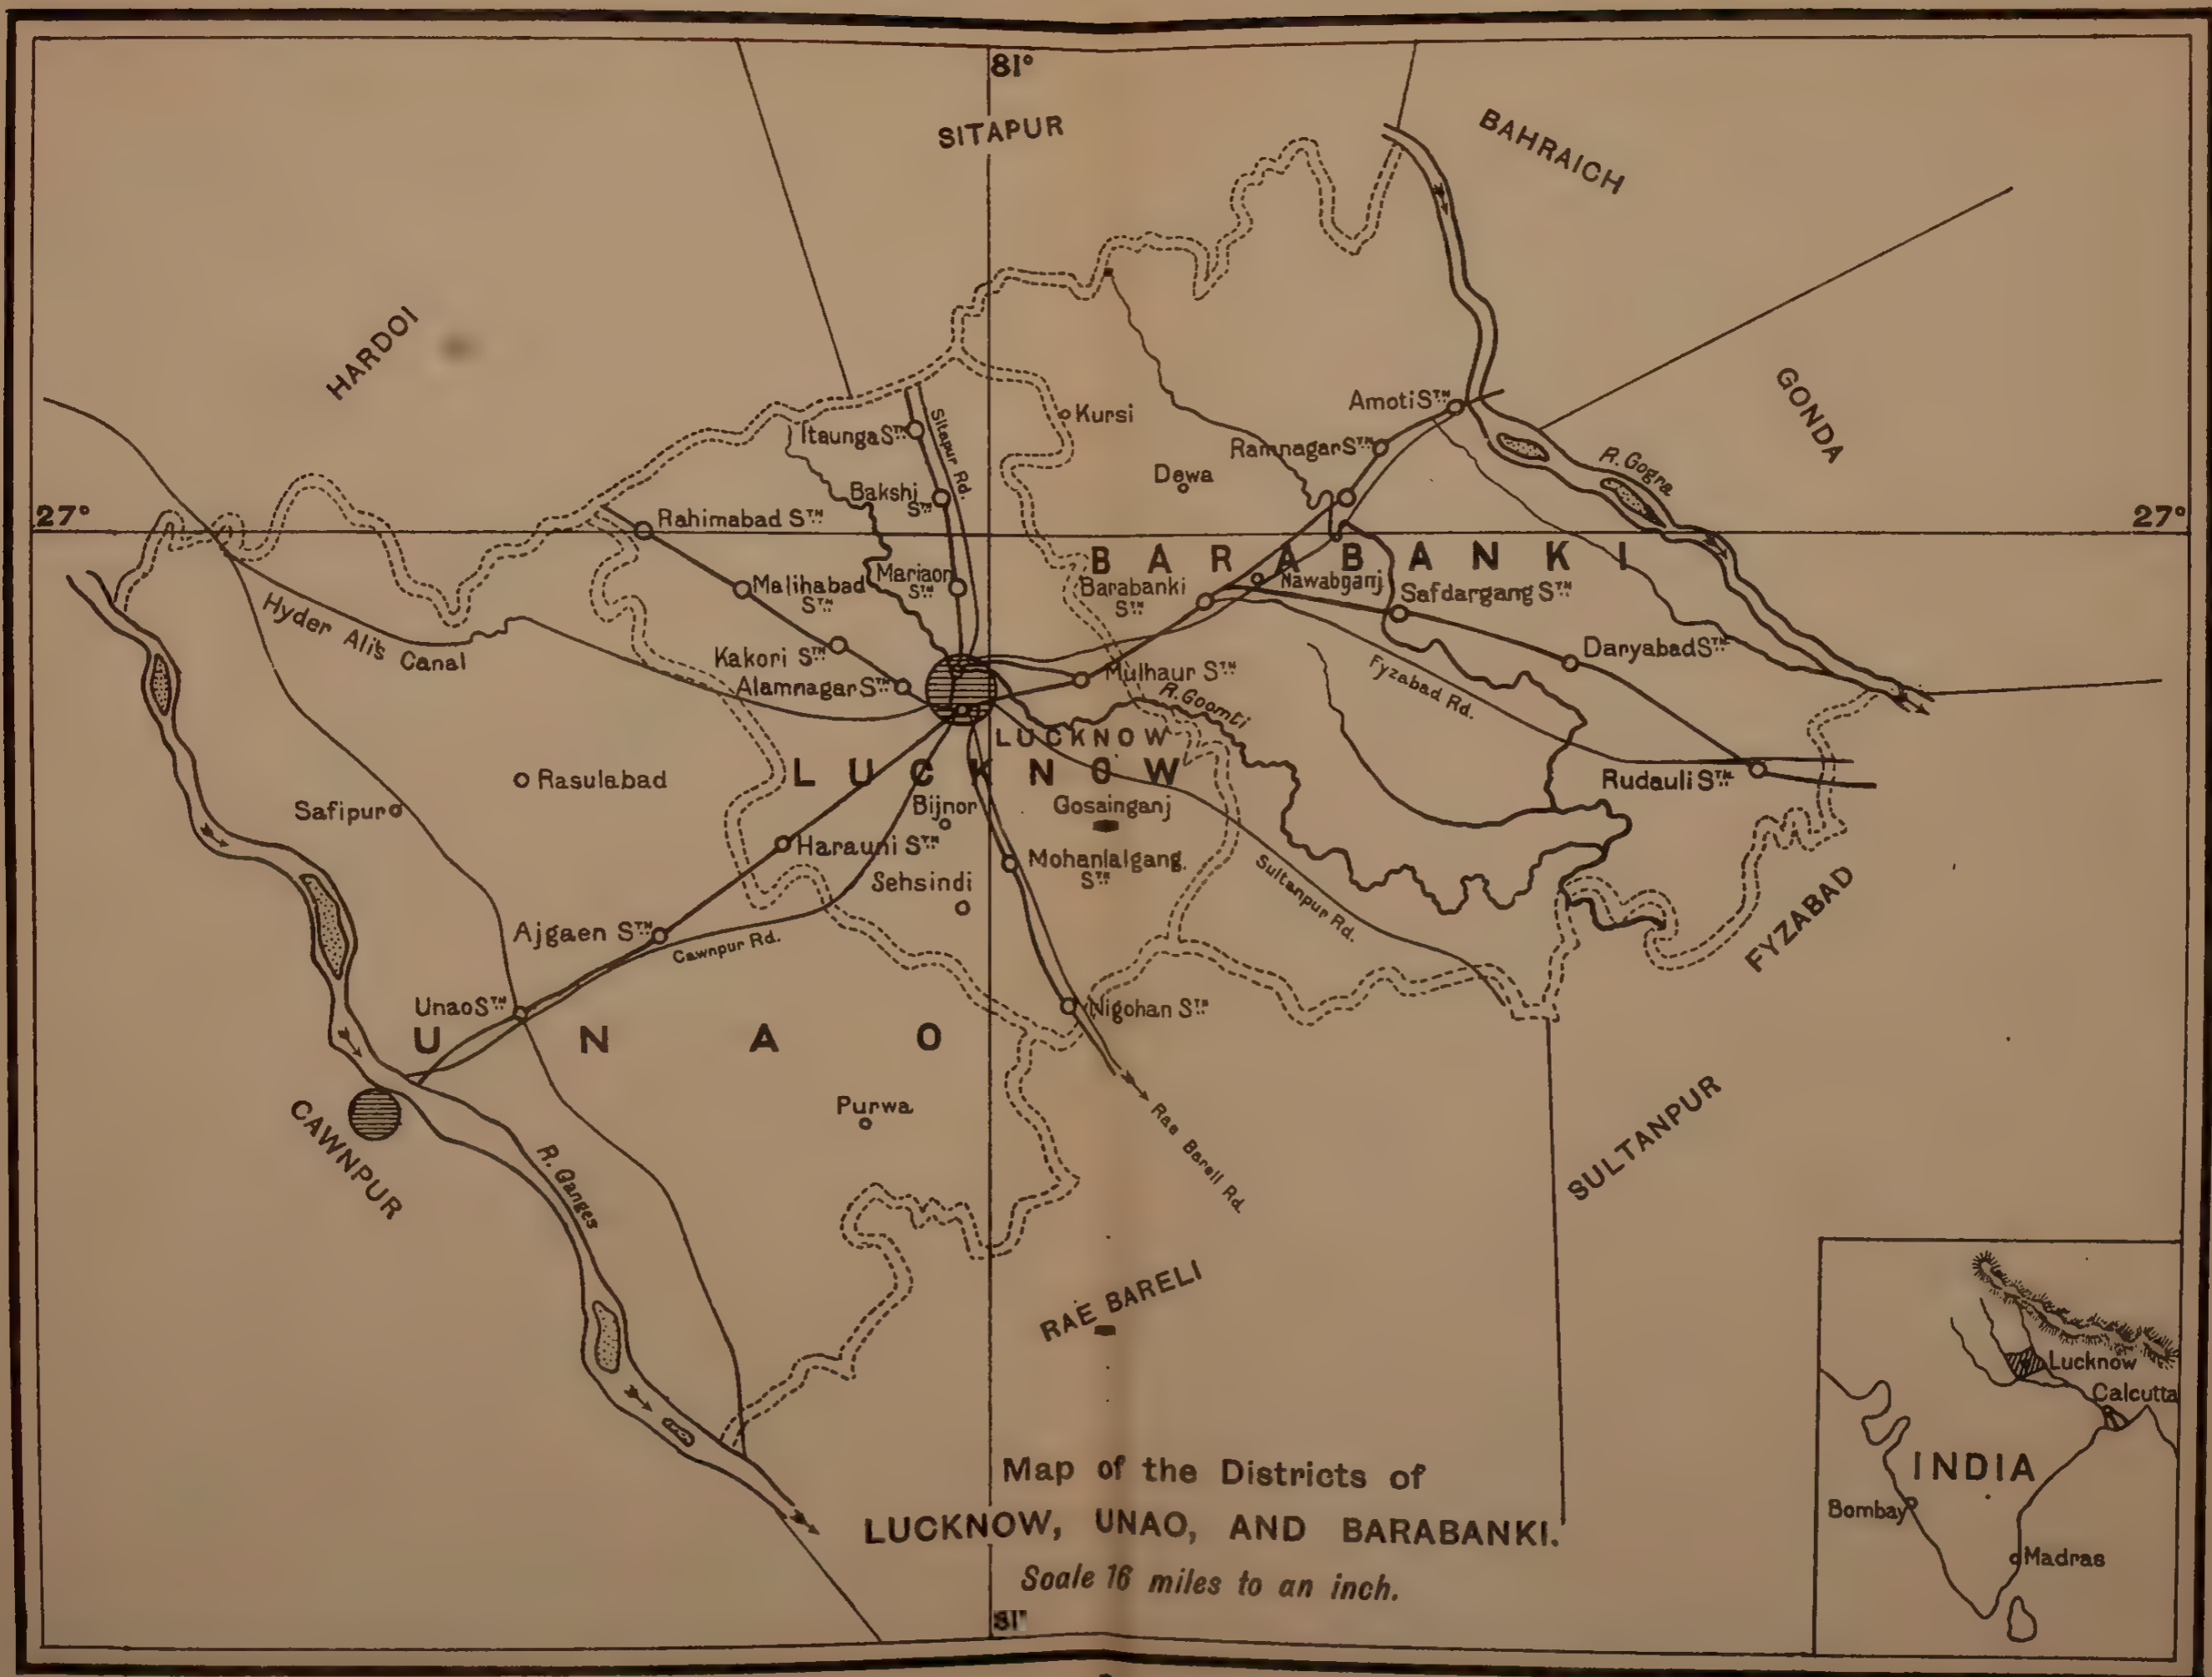 81°
SITAPUR
BAHRAICH
HARDOI
GONDA
Kursi
Amoti STN
Itaunga STN
Sitapur Rd.
Ramnagar STN
R. Gogra
Dewa
Bakshi
STN
27°
Rahimabad STN
27°
BARABANKI
Malihabad
STN
Mariaon
STN
Barabanki
STN
Nawabganj
Safdargang STN
Hyder Ali's Canal
Kakori STN
Daryabad STN
Alamnagar STN
Mulhaur STN
R. Goomti
Fyzabad Rd.
LUCKNOW
LUCKNOW
Rasulabad
Rudauli STN
Safipur
Bijnor
Gosainganj
Harauni STN
Mohanlalgang
STN
Sehsindi
Sultanpur Rd.
FYZABAD
Ajgaen STN
Cawnpur Rd.
Unao STN
Nigohan STN
UNAO
Purwa
CAWNPUR
R. Ganges
Rae Bareli Rd.
SULTANPUR
RAE BARELI
Lucknow
Calcutta
INDIA
Bombay
Madras
Map of the Districts of
LUCKNOW, UNAO, AND BARABANKI.
Scale 16 miles to an inch.
81°